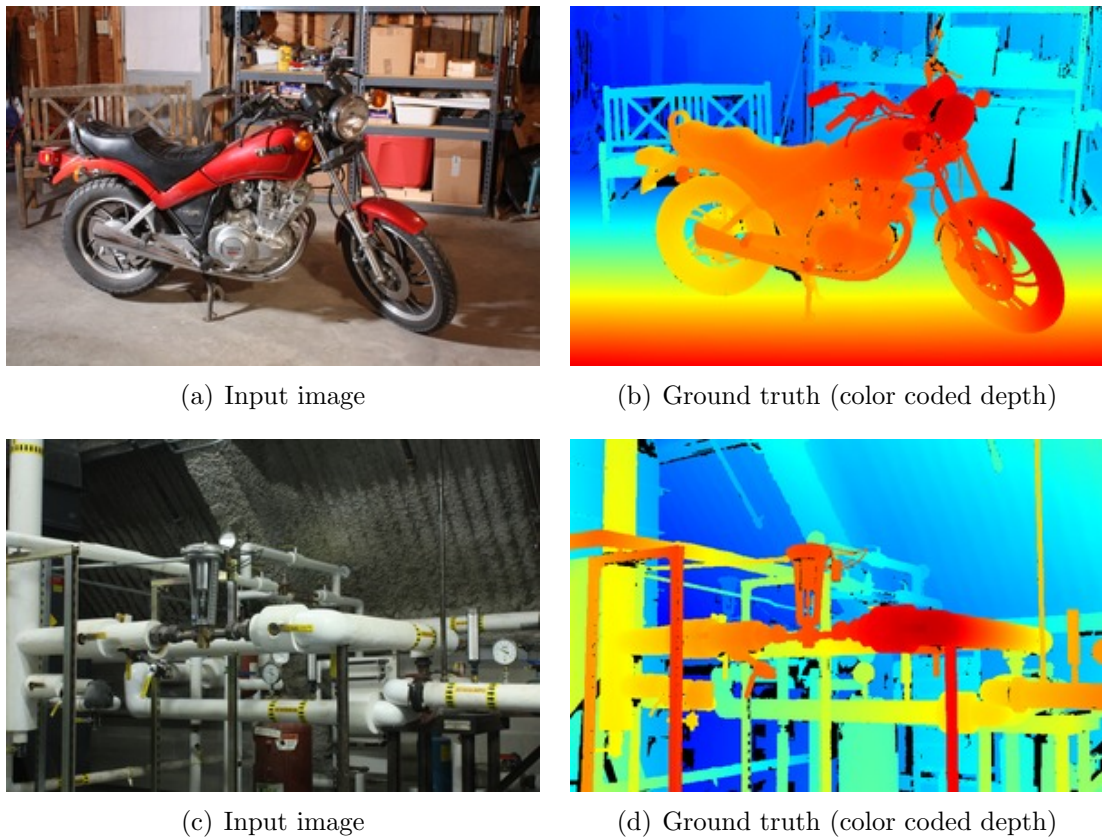 (a) Input image
(b) Ground truth (color coded depth)
(c) Input image
(d) Ground truth (color coded depth)